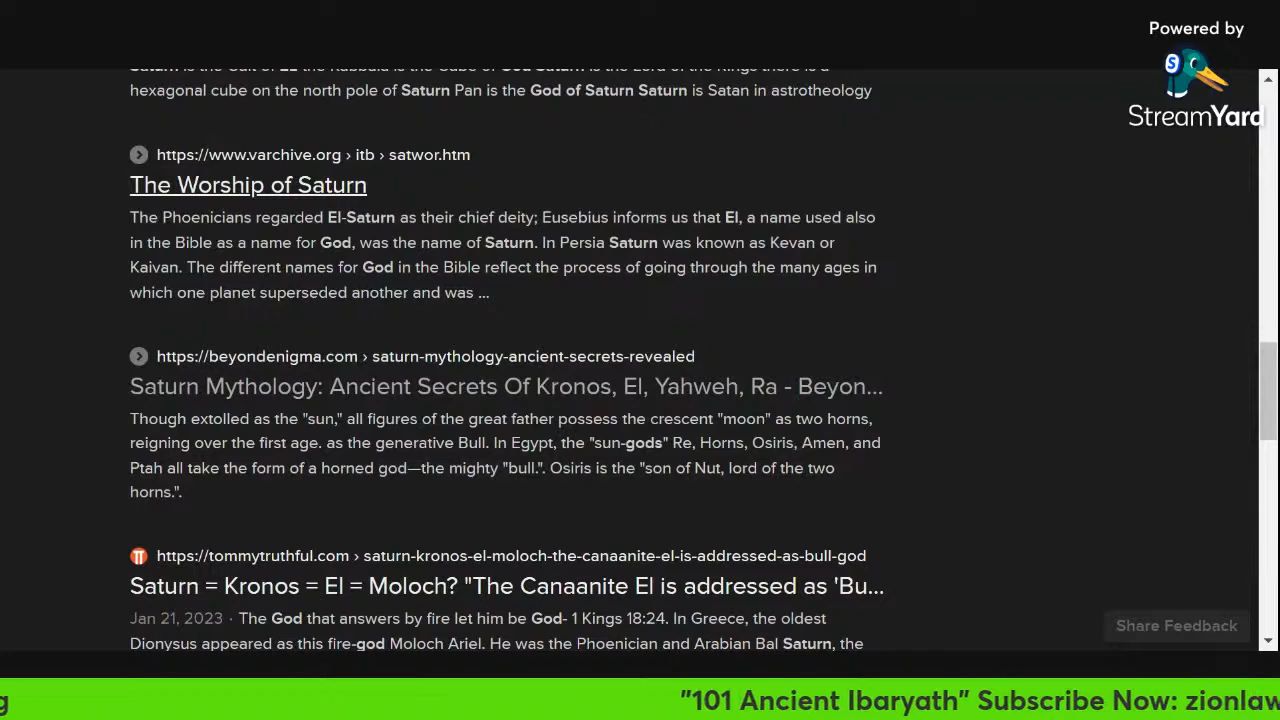 Powered by
StreamYard
hexagonal cube on the north pole of Saturn Pan is the God of Saturn Saturn is Satan in astrotheology
https://www.varchive.org › itb › satwor.htm
The Worship of Saturn
The Phoenicians regarded El-Saturn as their chief deity; Eusebius informs us that El, a name used also
in the Bible as a name for God, was the name of Saturn. In Persia Saturn was known as Kevan or
Kaivan. The different names for God in the Bible reflect the process of going through the many ages in
which one planet superseded another and was ...
https://beyondenigma.com › saturn-mythology-ancient-secrets-revealed
Saturn Mythology: Ancient Secrets Of Kronos, El, Yahweh, Ra - Beyon...
Though extolled as the "sun," all figures of the great father possess the crescent "moon" as two horns,
reigning over the first age. as the generative Bull. In Egypt, the "sun-gods" Re, Horns, Osiris, Amen, and
Ptah all take the form of a horned god—the mighty "bull.". Osiris is the "son of Nut, lord of the two
horns.".
https://tommytruthful.com › saturn-kronos-el-moloch-the-canaanite-el-is-addressed-as-bull-god
Saturn = Kronos = El = Moloch? "The Canaanite El is addressed as 'Bu...
Jan 21, 2023 · The God that answers by fire let him be God- 1 Kings 18:24. In Greece, the oldest
Dionysus appeared as this fire-god Moloch Ariel. He was the Phoenician and Arabian Bal Saturn, the
Share Feedback
g "101 Ancient Ibaryath" Subscribe Now: zionlaw